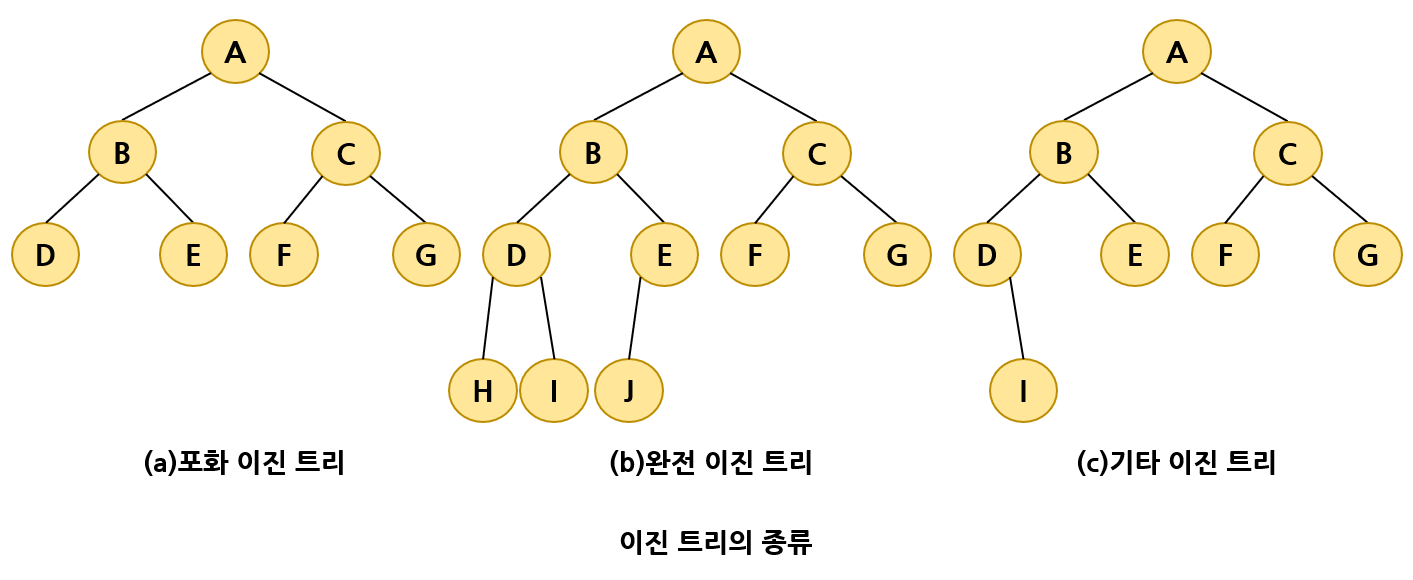 A A A
B C B C B C
D E F G D E F G D E F G
H I J I
(a)포화 이진 트리 (b)완전 이진 트리 (c)기타 이진 트리
이진 트리의 종류